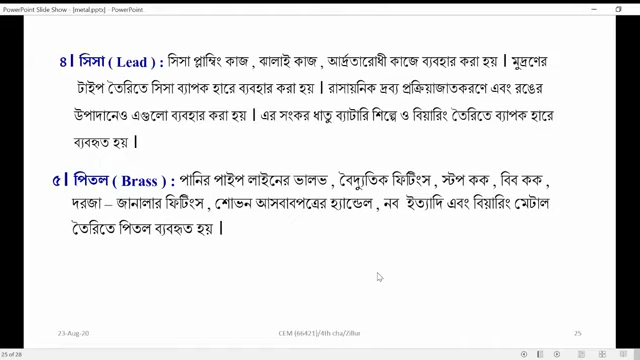 PowerPoint Slide Show - [metal.pptx]
৪। সিসা ( Lead ) : সিসা প্লাম্বিং কাজ , ঝালাই কাজ , আর্দ্রতারোধী কাজে ব্যবহার করা হয় । মুদ্রণের
টাইপ তৈরিতে সিসা ব্যাপক হারে ব্যবহার করা হয় । রাসায়নিক দ্রব্য প্রক্রিয়াজাতকরণে এবং রঙের
উপাদানেও এগুলো ব্যবহার করা হয় । এর সংকর ধাতু ব্যাটারি শিল্পে ও বিয়ারিং তৈরিতে ব্যাপক হারে
ব্যবহৃত হয় ।
৫। পিতল ( Brass ) : পানির পাইপ লাইনের ভালভ , বৈদ্যুতিক ফিটিংস , স্টপ কক , বিব কক ,
দরজা – জানালার ফিটিংস , শোভন আসবাবপত্রের হ্যান্ডেল , নব ইত্যাদি এবং বিয়ারিং মেটাল
তৈরিতে পিতল ব্যবহৃত হয় ।
23-Aug-20 CEM (66421)/4th cha/Zillur 25
25 of 28